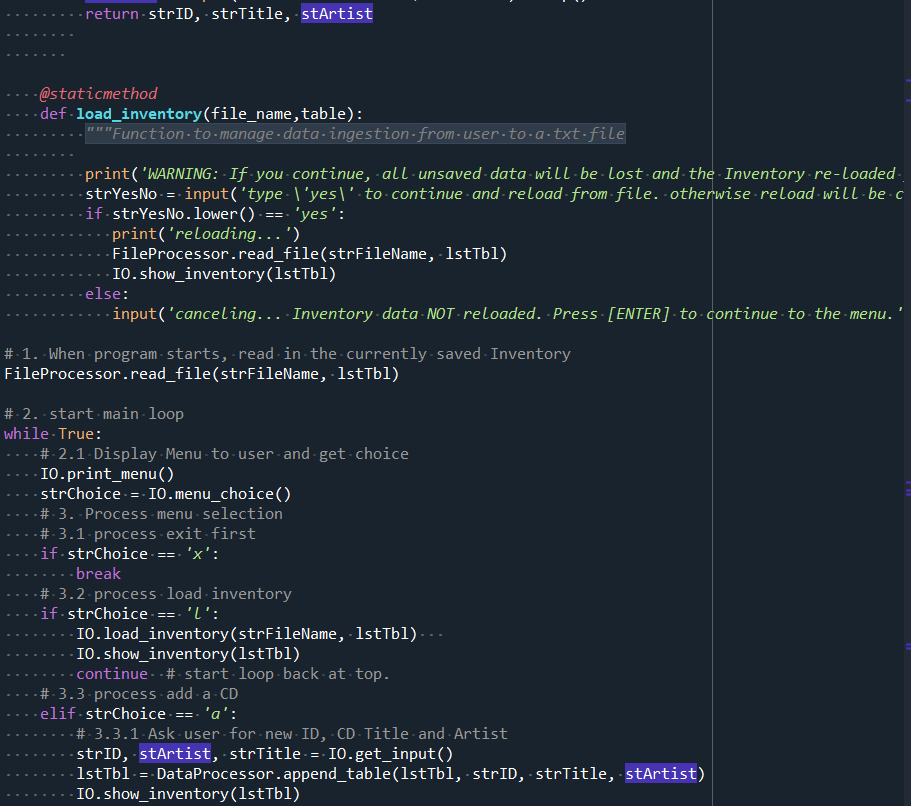 return strID, strTitle, stArtist
@staticmethod
def load_inventory(file_name,table):
"""Function to manage data ingestion from user to a txt file
print('WARNING: If you continue, all unsaved data will be lost and the Inventory re-loaded
strYesNo = input('type \'yes\' to continue and reload from file. otherwise reload will be c
if strYesNo.lower() == 'yes':
print('reloading...')
FileProcessor.read_file(strFileName, lstTbl)
IO.show_inventory(lstTbl)
else:
input('canceling... Inventory data NOT reloaded. Press [ENTER] to continue to the menu.'
# 1. When program starts, read in the currently saved Inventory
FileProcessor.read_file(strFileName, lstTbl)
# 2. start main loop
while True:
# 2.1 Display Menu to user and get choice
IO.print_menu()
strChoice = IO.menu_choice()
# 3. Process menu selection
# 3.1 process exit first
if strChoice == 'x':
break
# 3.2 process load inventory
if strChoice == 'l':
IO.load_inventory(strFileName, lstTbl)
IO.show_inventory(lstTbl)
continue # start loop back at top.
# 3.3 process add a CD
elif strChoice == 'a':
# 3.3.1 Ask user for new ID, CD Title and Artist
strID, stArtist, strTitle = IO.get_input()
lstTbl = DataProcessor.append_table(lstTbl, strID, strTitle, stArtist)
IO.show_inventory(lstTbl)